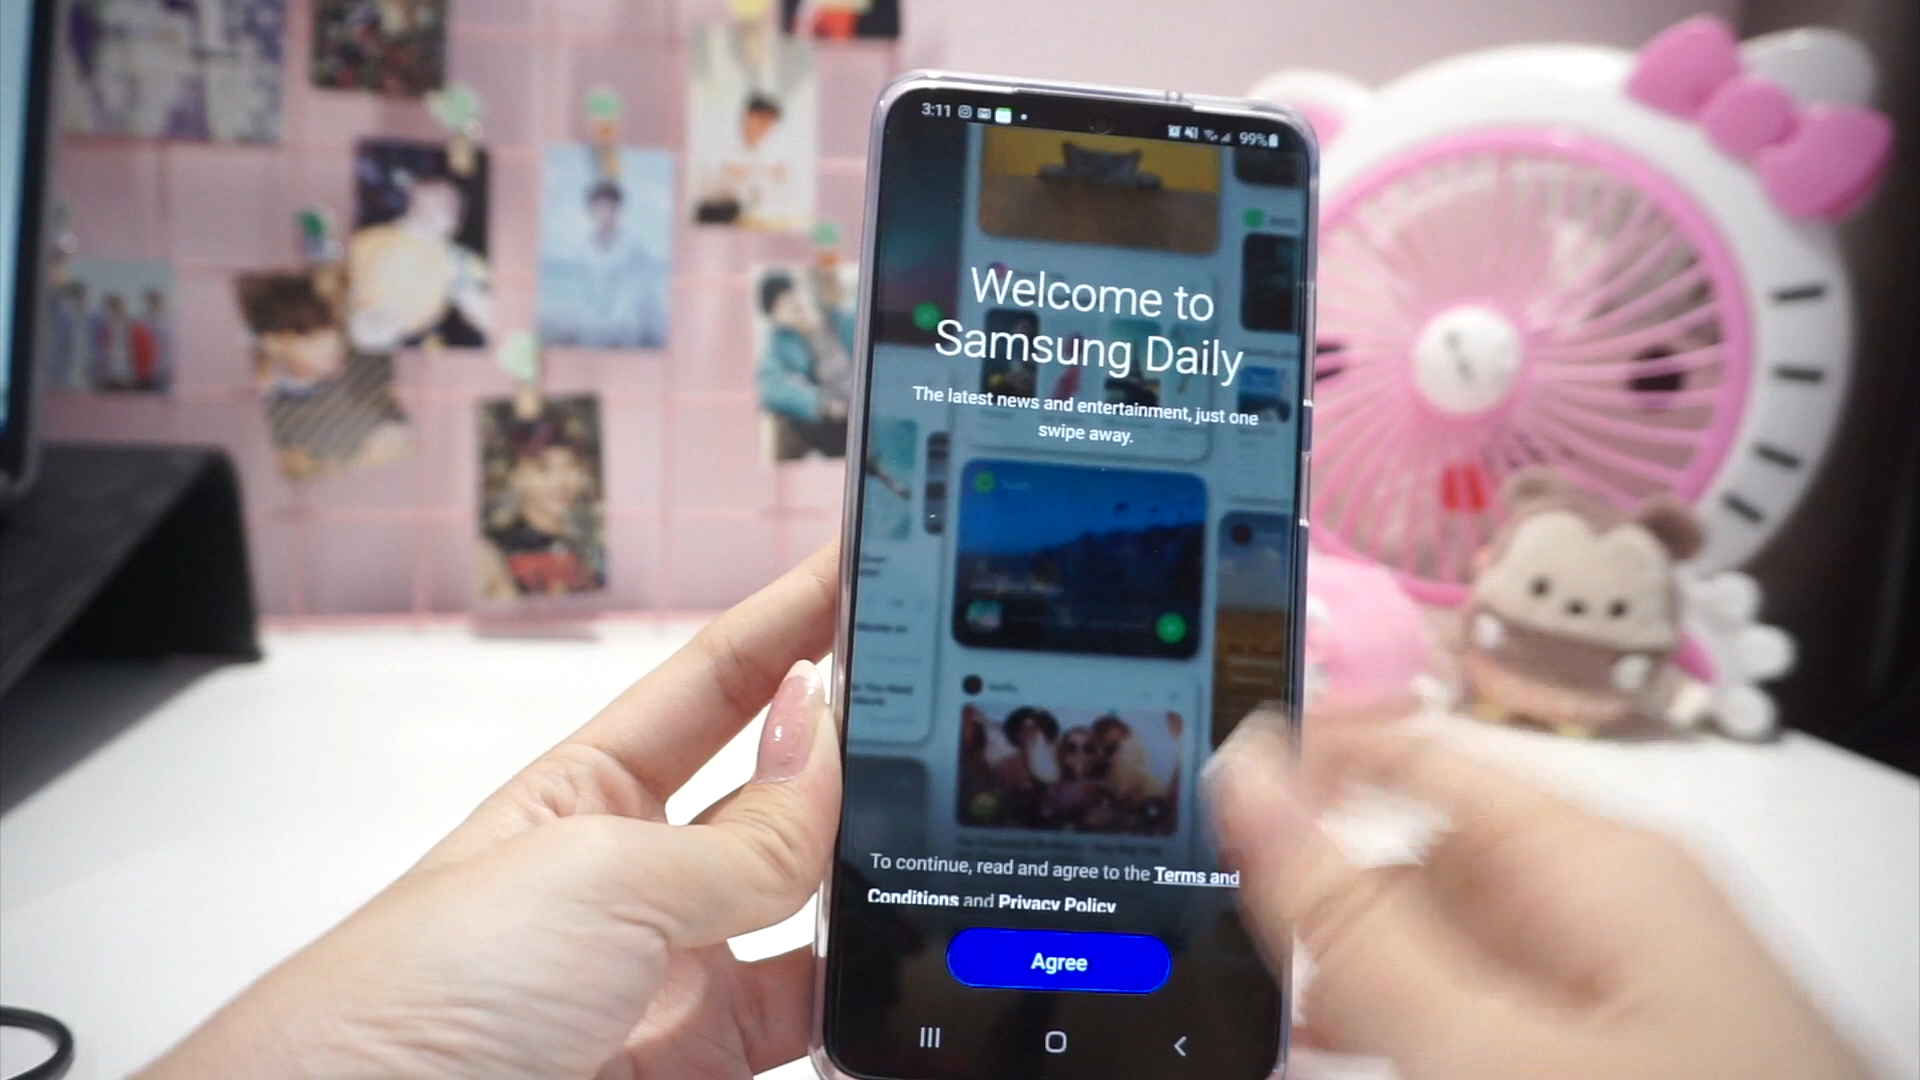 3:11
99%
Welcome to
Samsung Daily
The latest news and entertainment, just one
swipe away.
To continue, read and agree to the Terms and
Conditions and Privacy Policy
Agree